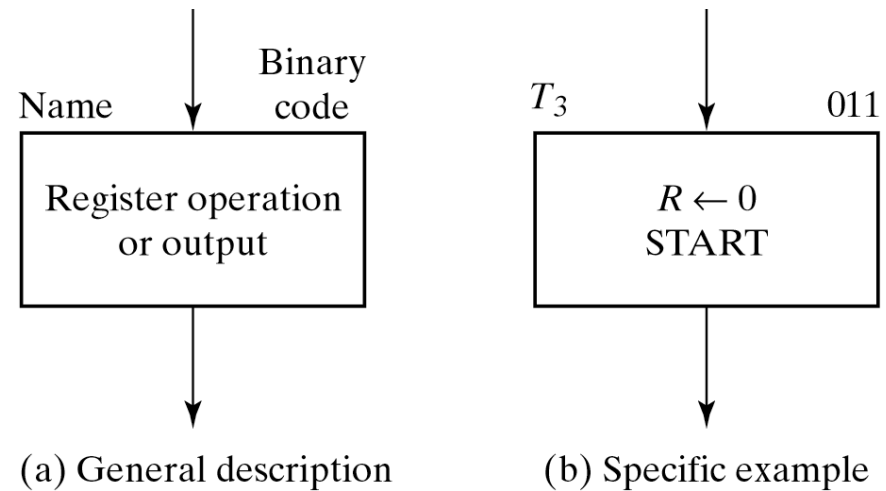 Name
Binary
code
Register operation
or output
(a) General description
T3
011
R ← 0
START
(b) Specific example